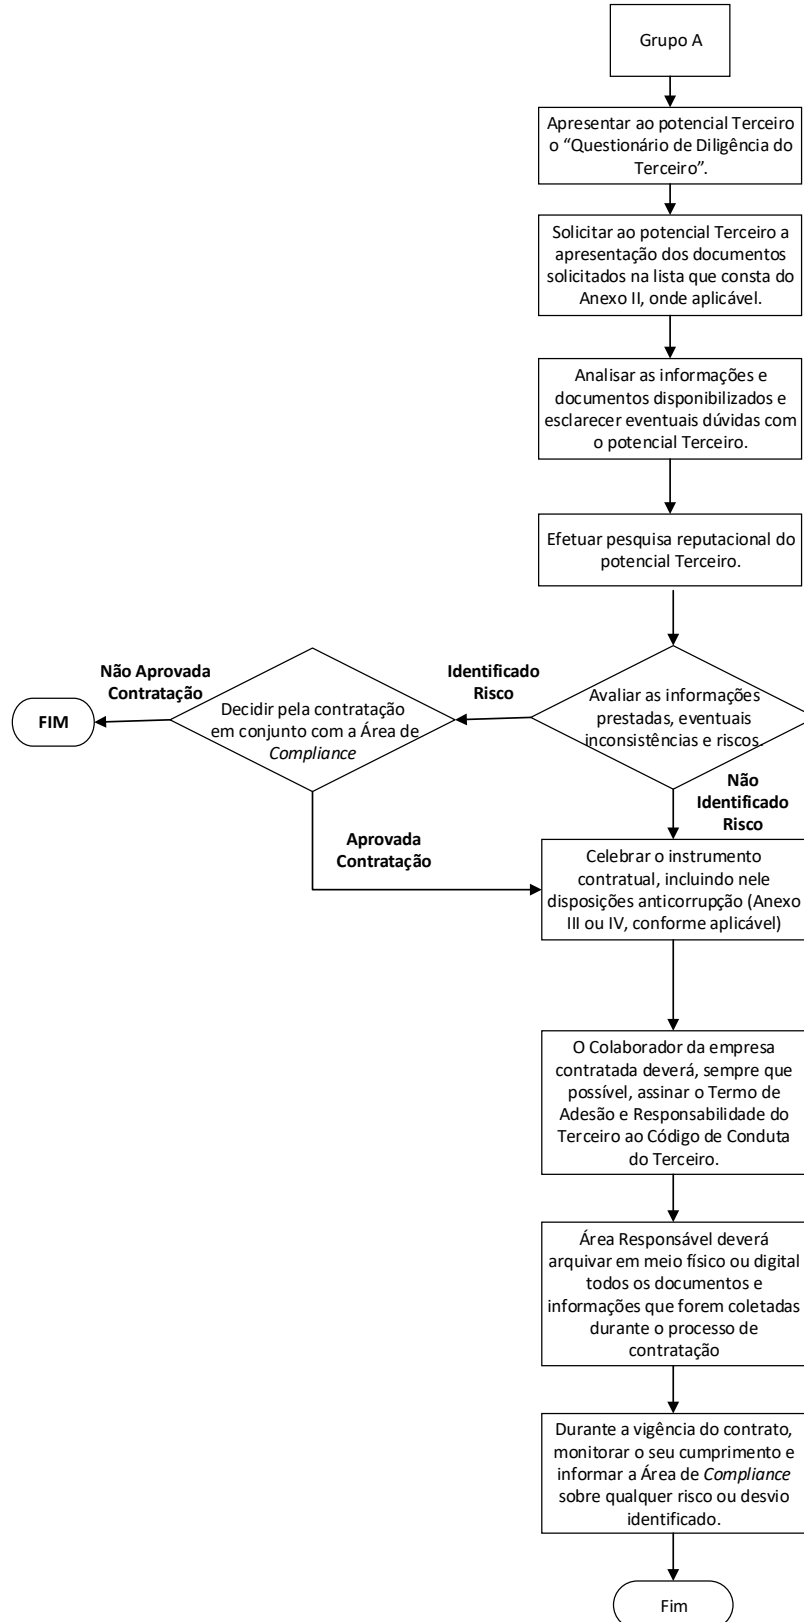 Grupo A
Apresentar ao potencial Terceiro
o “Questionário de Diligência do
Terceiro”.
Solicitar ao potencial Terceiro a
apresentação dos documentos
solicitados na lista que consta do
Anexo II, onde aplicável.
Analisar as informações e
documentos disponibilizados e
esclarecer eventuais dúvidas com
o potencial Terceiro.
Efetuar pesquisa reputacional do
potencial Terceiro.
Avaliar as informações
prestadas, eventuais
inconsistências e riscos.
Identificado
Risco
Decidir pela contratação
em conjunto com a Área de
Compliance
Não Aprovada
Contratação
FIM
Não
Identificado
Risco
Aprovada
Contratação
Celebrar o instrumento
contratual, incluindo nele
disposições anticorrupção (Anexo
III ou IV, conforme aplicável)
O Colaborador da empresa
contratada deverá, sempre que
possível, assinar o Termo de
Adesão e Responsabilidade do
Terceiro ao Código de Conduta
do Terceiro.
Área Responsável deverá
arquivar em meio físico ou digital
todos os documentos e
informações que forem coletadas
durante o processo de
contratação
Durante a vigência do contrato,
monitorar o seu cumprimento e
informar a Área de Compliance
sobre qualquer risco ou desvio
identificado.
Fim